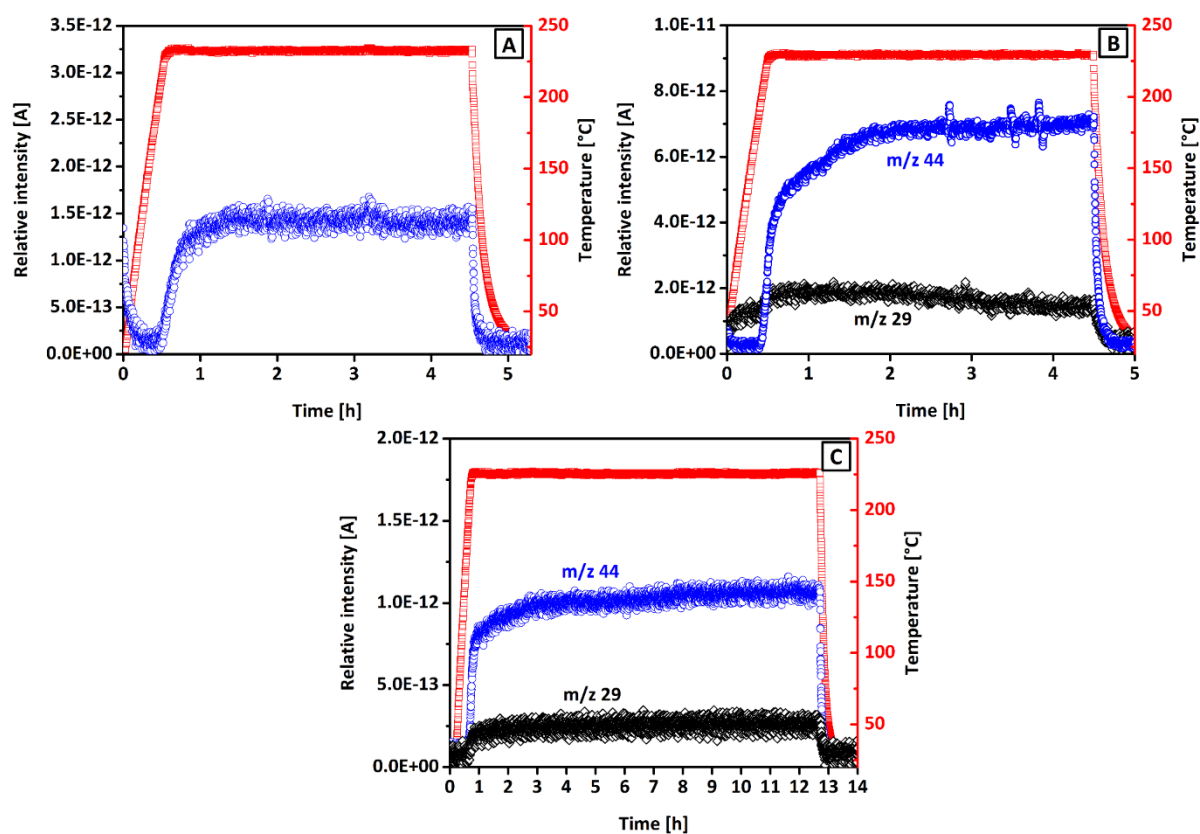 A
3.5E-12
3.0E-12
2.5E-12
2.0E-12
1.5E-12
1.0E-12
5.0E-13
0.0E+00
Relative intensity [A]
0 1 2 3 4 5
Time [h]
250
200
150
100
50
Temperature [°C]
B
1.0E-11
8.0E-12
6.0E-12
4.0E-12
2.0E-12
0.0E+00
Relative intensity [A]
m/z 44
m/z 29
0 1 2 3 4 5
Time [h]
250
200
150
100
50
Temperature [°C]
C
2.0E-12
1.5E-12
1.0E-12
5.0E-13
0.0E+00
Relative intensity [A]
m/z 44
m/z 29
0 1 2 3 4 5 6 7 8 9 10 11 12 13 14
Time [h]
250
200
150
100
50
Temperature [°C]